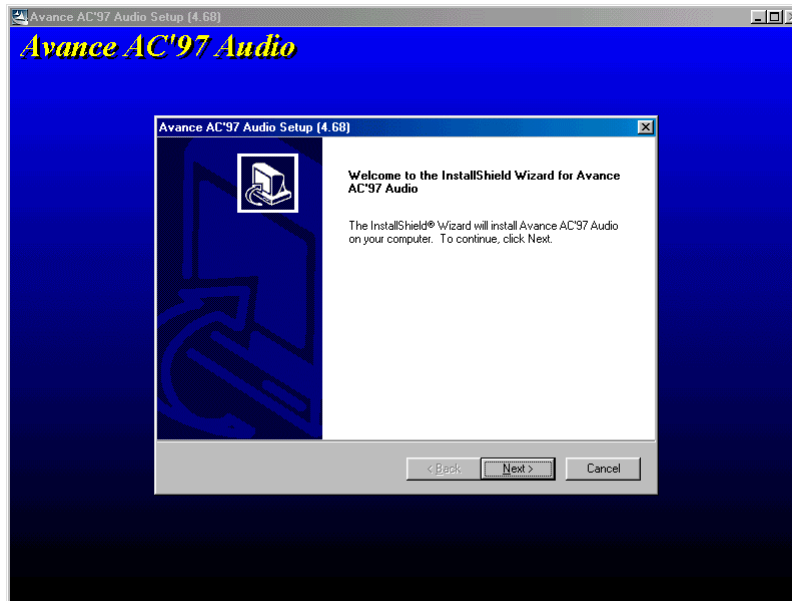 Avance AC'97 Audio Setup (4.68)
Avance AC'97 Audio
Avance AC'97 Audio Setup (4.68)
Welcome to the InstallShield Wizard for Avance
AC'97 Audio
The InstallShield® Wizard will install Avance AC'97 Audio
on your computer. To continue, click Next.
< Back
Next >
Cancel